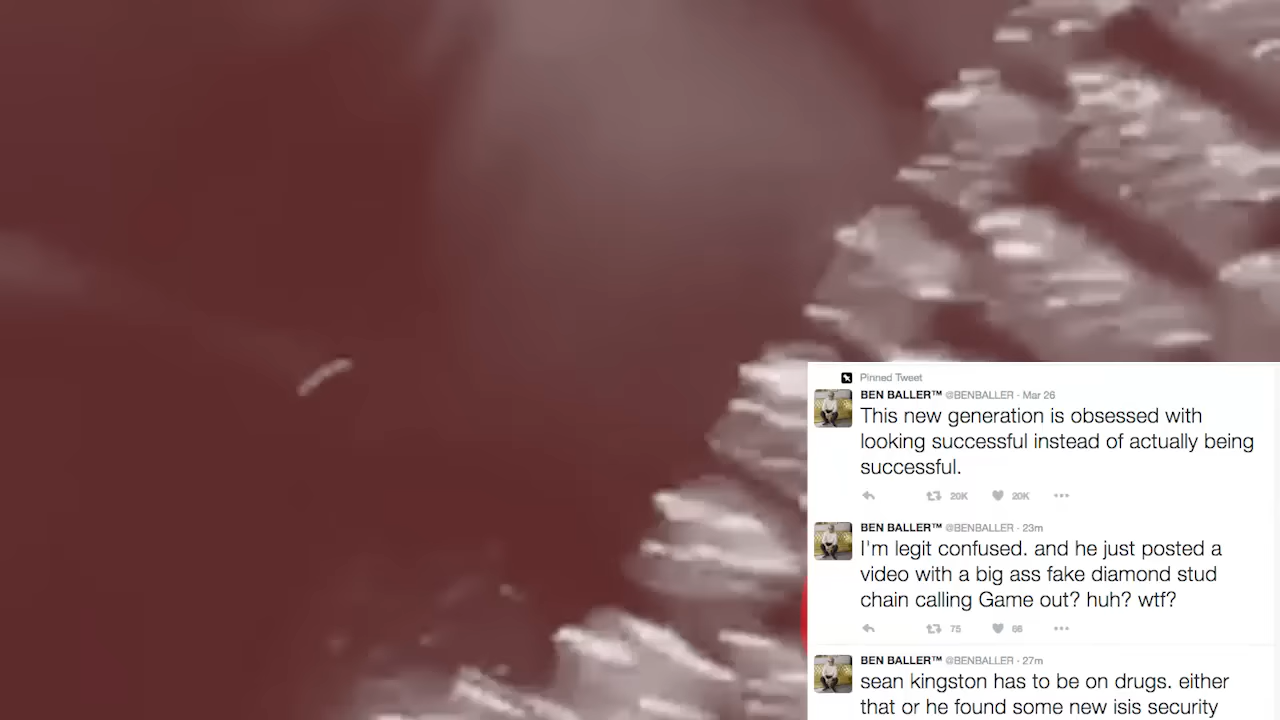 Pinned Tweet
BEN BALLER™ @BENBALLER · Mar 26
This new generation is obsessed with
looking successful instead of actually being
successful.
20K 20K
BEN BALLER™ @BENBALLER · 23m
I'm legit confused. and he just posted a
video with a big ass fake diamond stud
chain calling Game out? huh? wtf?
75 66
BEN BALLER™ @BENBALLER · 27m
sean kingston has to be on drugs. either
that or he found some new isis security